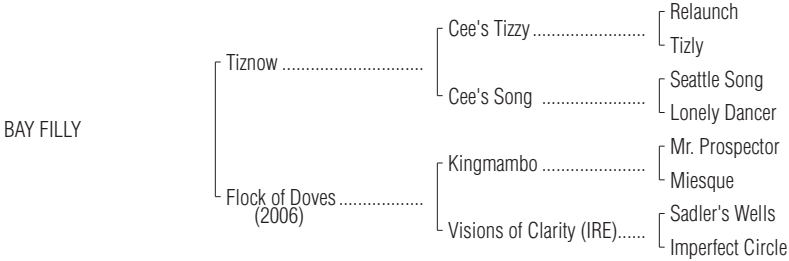 BAY FILLY
Tiznow ..............................
Flock of Doves ..................
(2006)
Cee's Tizzy ........................
Cee's Song ......................
Kingmambo ......................
Visions of Clarity (IRE)......
Relaunch
Tizly
Seattle Song
Lonely Dancer
Mr. Prospector
Miesque
Sadler's Wells
Imperfect Circle